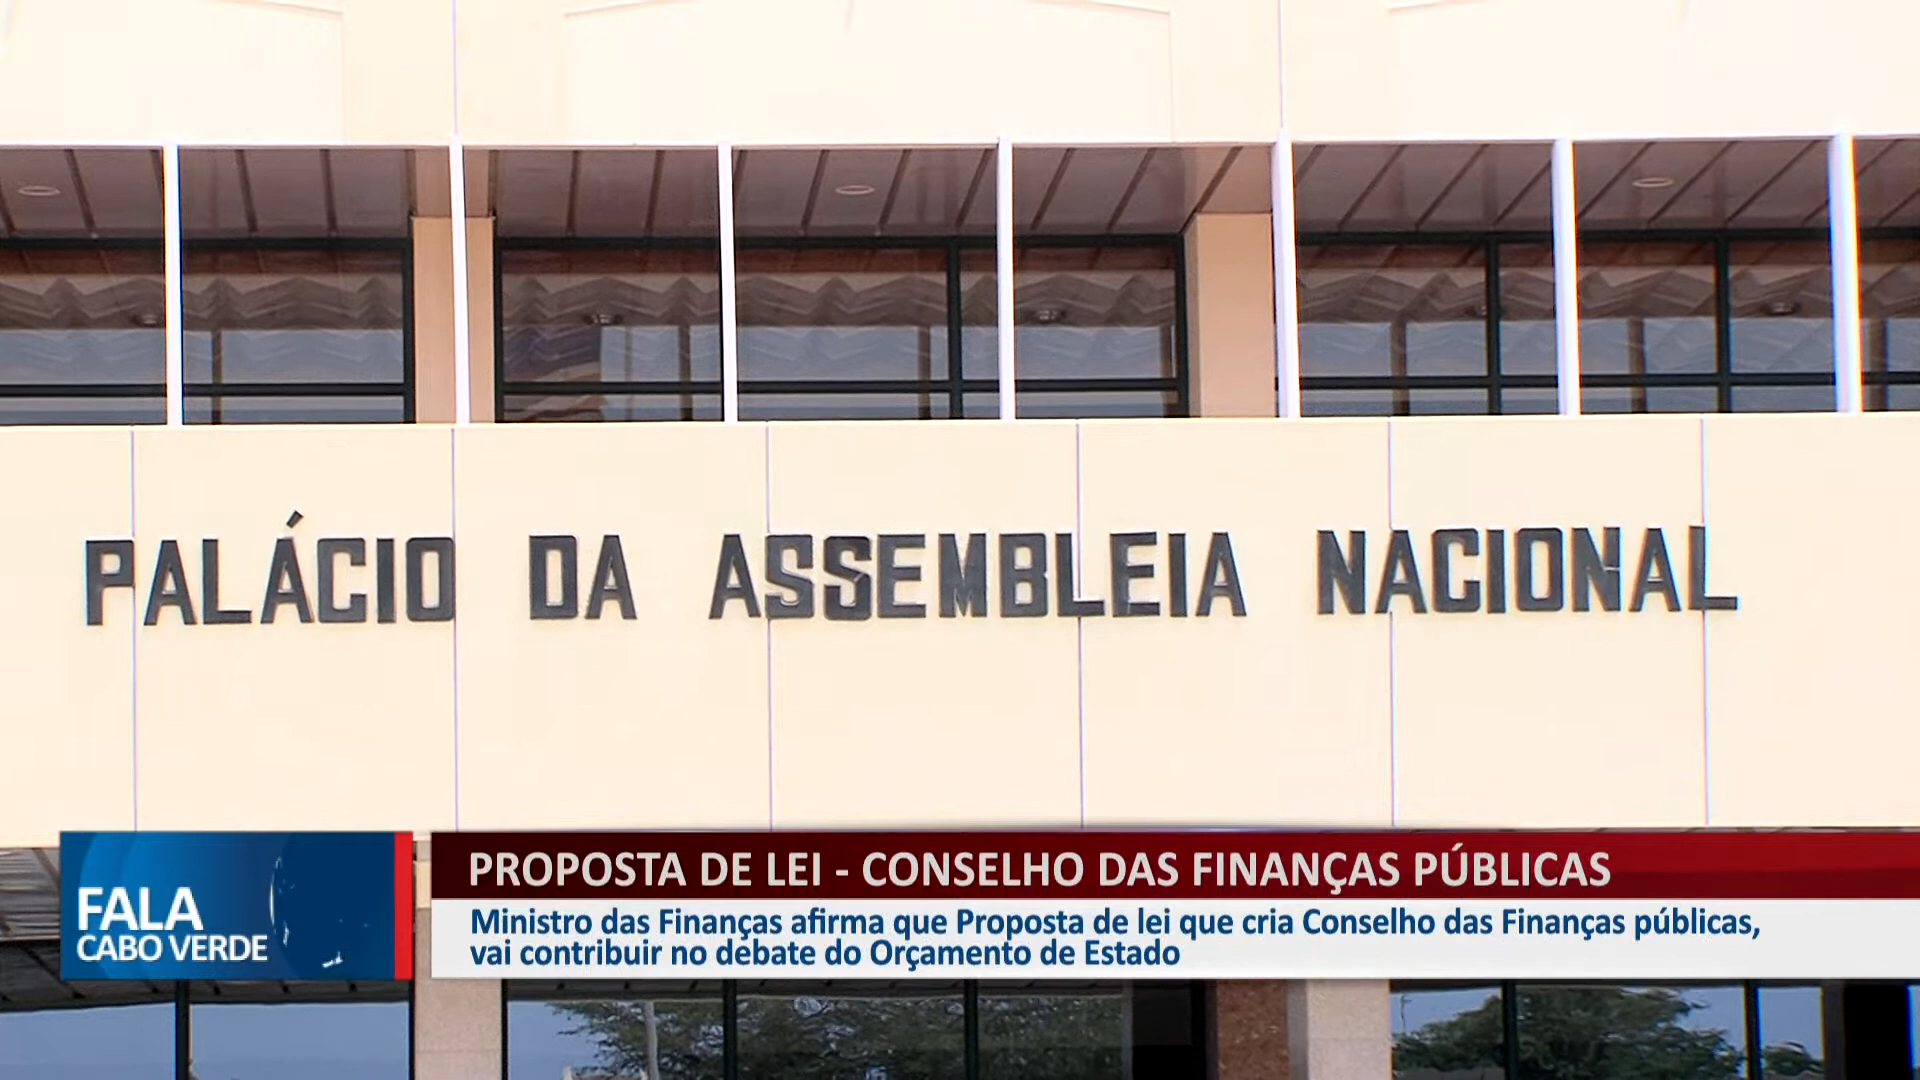 PALÁCIO DA ASSEMBLEIA NACIONAL
FALA
CABO VERDE
PROPOSTA DE LEI - CONSELHO DAS FINANÇAS PÚBLICAS
Ministro das Finanças afirma que Proposta de lei que cria Conselho das Finanças públicas,
vai contribuir no debate do Orçamento de Estado